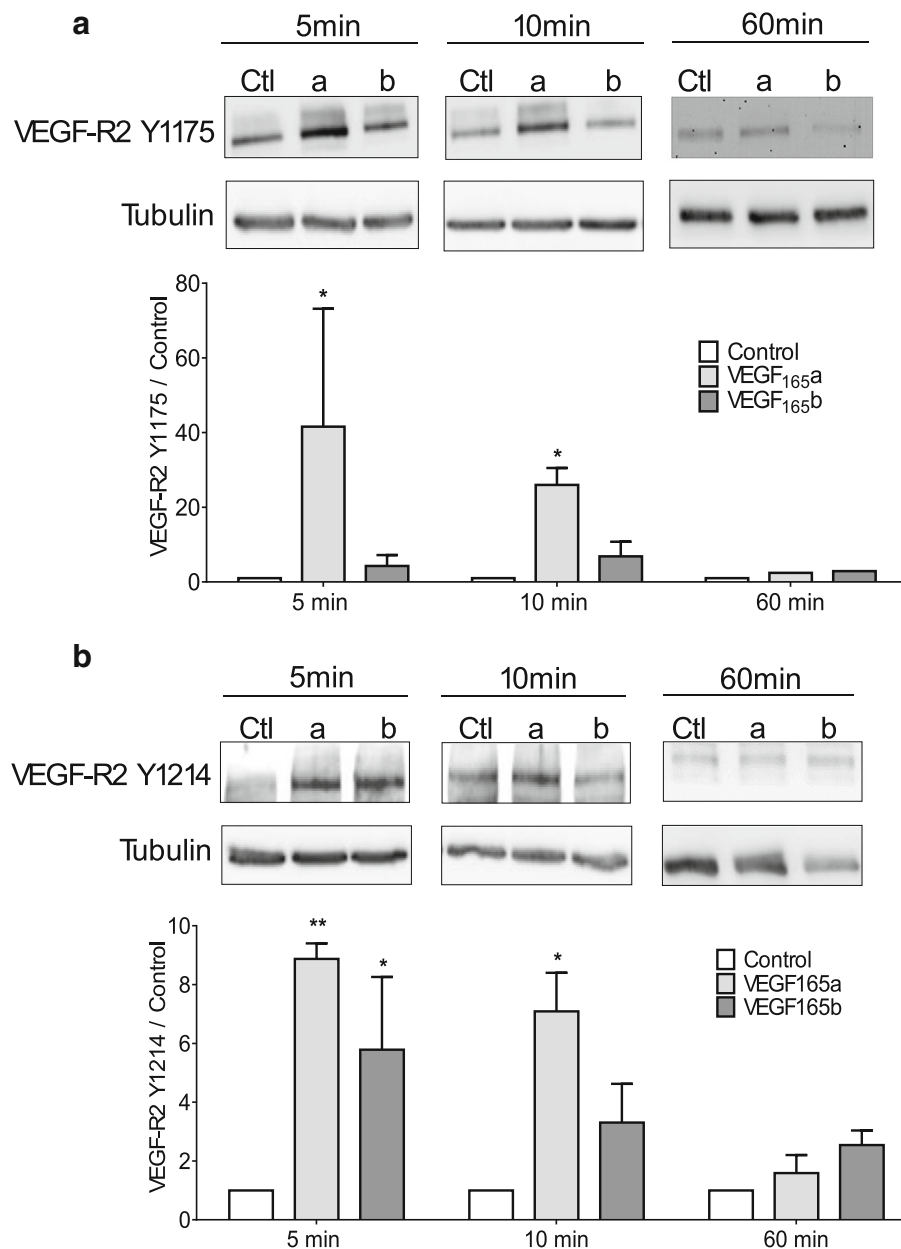 a
5min 10min 60min
Ctl a b Ctl a b Ctl a b
VEGF-R2 Y1175
Tubulin
VEGF-R2 Y1175 / Control
80
60
40
20
0
* *
Control
VEGF165a
VEGF165b
5 min 10 min 60 min
b
5min 10min 60min
Ctl a b Ctl a b Ctl a b
VEGF-R2 Y1214
Tubulin
VEGF-R2 Y1214 / Control
10
8
6
4
2
0
** * *
Control
VEGF165a
VEGF165b
5 min 10 min 60 min